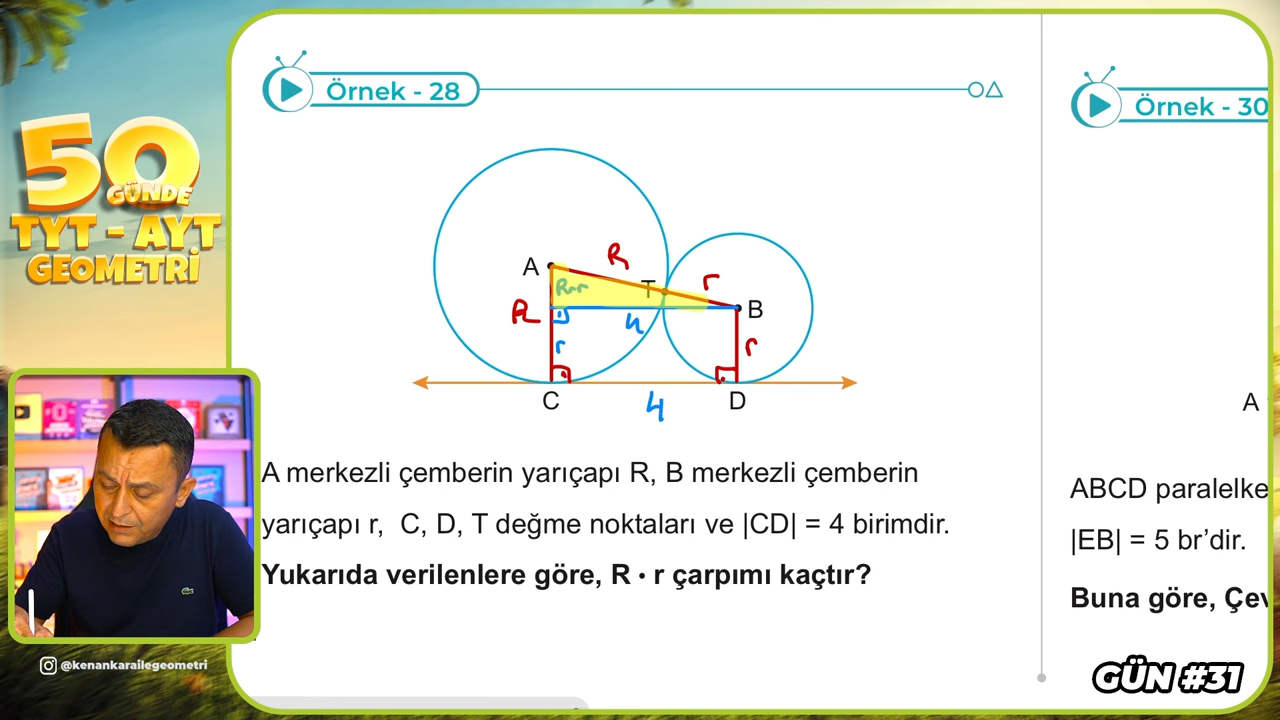 50
GÜNDE
TYT - AYT
GEOMETRİ
Örnek - 28
A
R
T
r
R-r
R
4
B
r
r
C
4
D
A merkezli çemberin yarıçapı R, B merkezli çemberin
yarıçapı r, C, D, T değme noktaları ve |CD| = 4 birimdir.
Yukarıda verilenlere göre, R · r çarpımı kaçtır?
Örnek - 30
A
ABCD paralelke
|EB| = 5 br’dir.
Buna göre, Çev
@kenankarailegeometri
GÜN #31